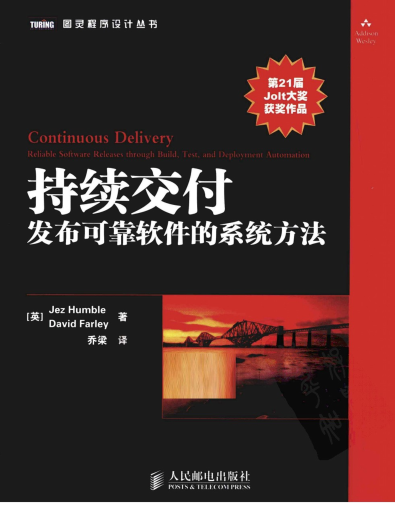 TURING
图灵程序设计丛书
Addison
Wesley
第21届
Jolt大奖
获奖作品
Continuous Delivery
Reliable Software Releases through Build, Test, and Deployment Automation
持续交付
发布可靠软件的系统方法
[英] Jez Humble
David Farley 著
乔梁 译
人民邮电出版社
POSTS & TELECOM PRESS